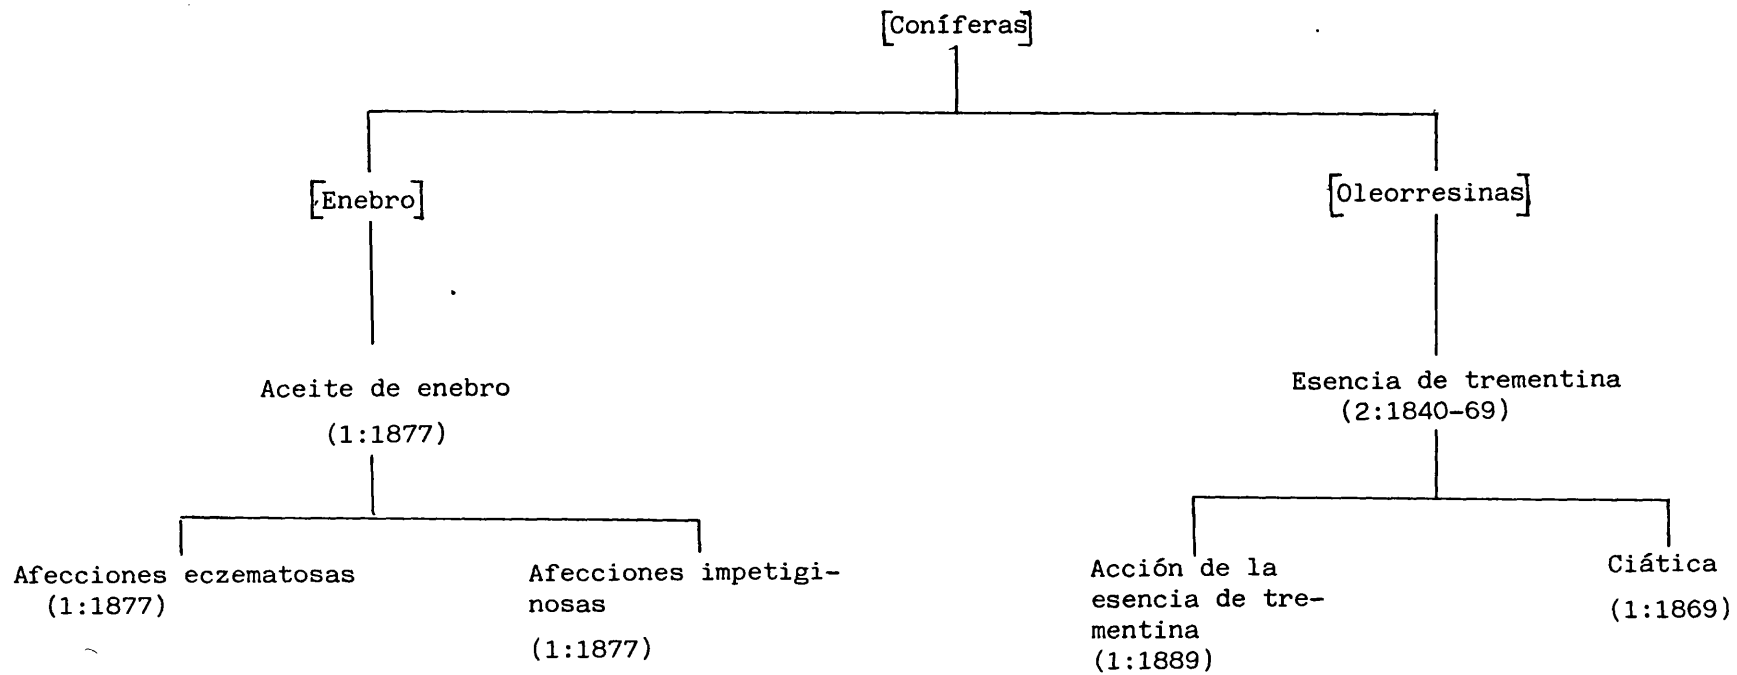 [Coníferas]
[Enebro]
[Oleorresinas]
Aceite de enebro
(1:1877)
Esencia de trementina
(2:1840-69)
Afecciones eczematosas
(1:1877)
Afecciones impetigi-
nosas
(1:1877)
Acción de la
esencia de tre-
mentina
(1:1889)
Ciática
(1:1869)